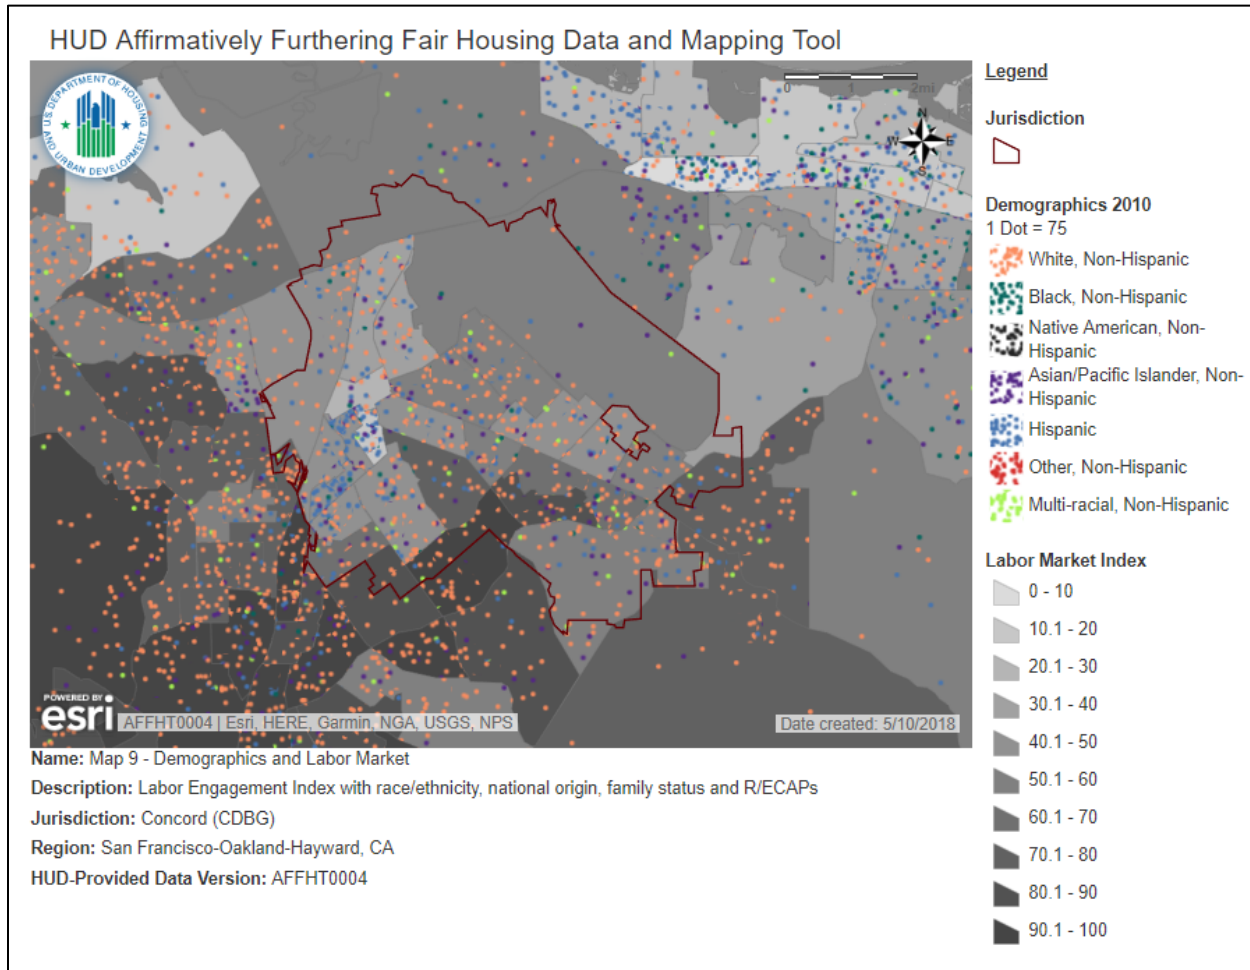 HUD Affirmatively Furthering Fair Housing Data and Mapping Tool
U.S. DEPARTMENT OF HOUSING
AND URBAN DEVELOPMENT
0 1 2mi
N
W E
S
POWERED BY
esri
AFFHT0004 | Esri, HERE, Garmin, NGA, USGS, NPS
Date created: 5/10/2018
Legend
Jurisdiction
Demographics 2010
1 Dot = 75
White, Non-Hispanic
Black, Non-Hispanic
Native American, Non-
Hispanic
Asian/Pacific Islander, Non-
Hispanic
Hispanic
Other, Non-Hispanic
Multi-racial, Non-Hispanic
Labor Market Index
0 - 10
10.1 - 20
20.1 - 30
30.1 - 40
40.1 - 50
50.1 - 60
60.1 - 70
70.1 - 80
80.1 - 90
90.1 - 100
Name: Map 9 - Demographics and Labor Market
Description: Labor Engagement Index with race/ethnicity, national origin, family status and R/ECAPs
Jurisdiction: Concord (CDBG)
Region: San Francisco-Oakland-Hayward, CA
HUD-Provided Data Version: AFFHT0004